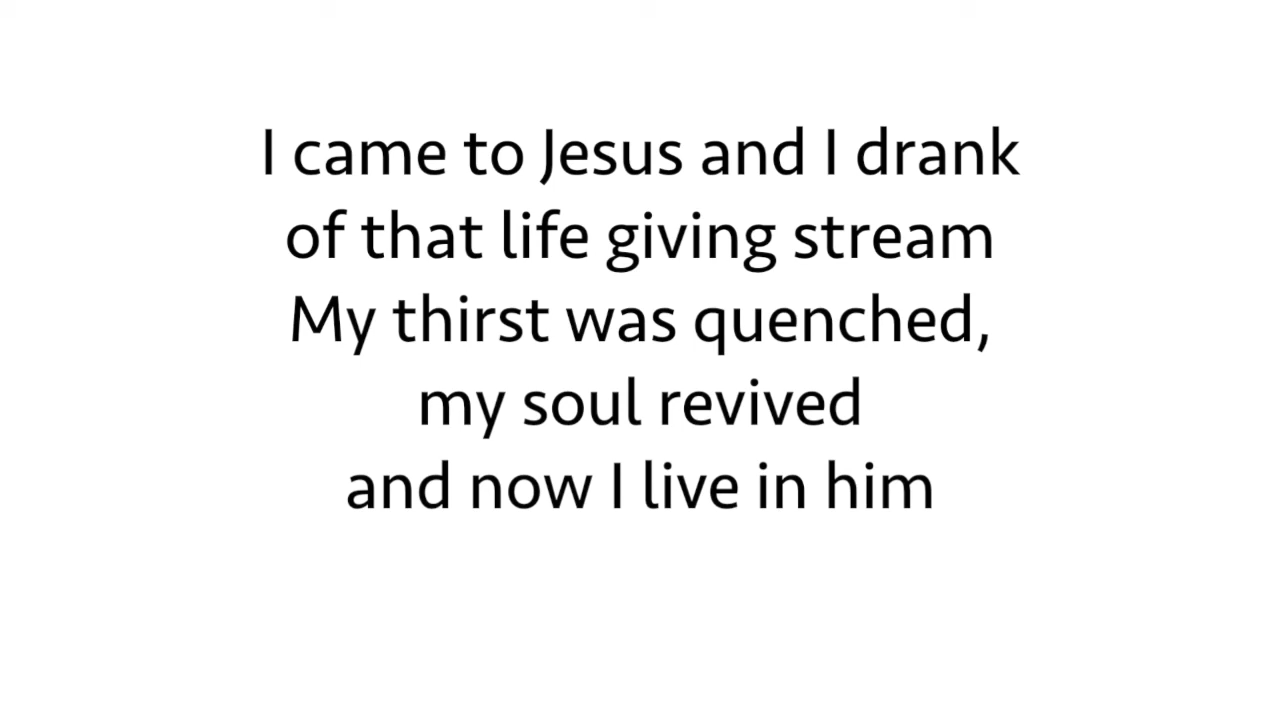 I came to Jesus and I drank
of that life giving stream
My thirst was quenched,
my soul revived
and now I live in him